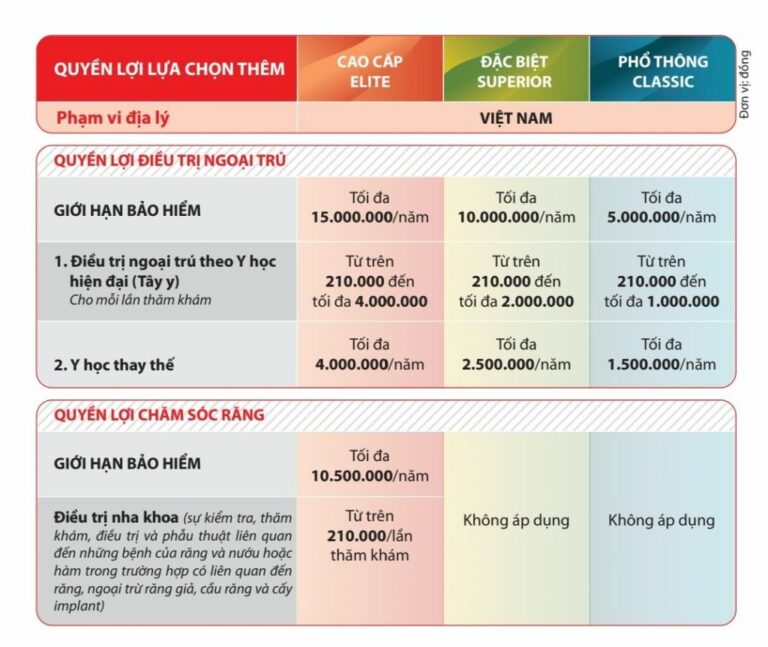 QUYỀN LỢI LỰA CHỌN THÊM
CAO CẤP
ELITE
ĐẶC BIỆT
SUPERIOR
PHỔ THÔNG
CLASSIC
Đơn vị: đồng
Phạm vi địa lý
VIỆT NAM
QUYỀN LỢI ĐIỀU TRỊ NGOẠI TRÚ
GIỚI HẠN BẢO HIỂM
Tối đa
15.000.000/năm
Tối đa
10.000.000/năm
Tối đa
5.000.000/năm
1. Điều trị ngoại trú theo Y học
hiện đại (Tây y)
Cho mỗi lần thăm khám
Từ trên
210.000 đến
tối đa 4.000.000
Từ trên
210.000 đến
tối đa 2.000.000
Từ trên
210.000 đến
tối đa 1.000.000
2. Y học thay thế
Tối đa
4.000.000/năm
Tối đa
2.500.000/năm
Tối đa
1.500.000/năm
QUYỀN LỢI CHĂM SÓC RĂNG
GIỚI HẠN BẢO HIỂM
Tối đa
10.500.000/năm
Điều trị nha khoa (sự kiểm tra, thăm
khám, điều trị và phẫu thuật liên quan
đến những bệnh của răng và nướu hoặc
hàm trong trường hợp có liên quan đến
răng, ngoại trừ răng giả, cầu răng và cấy
implant)
Từ trên
210.000/lần
thăm khám
Không áp dụng
Không áp dụng